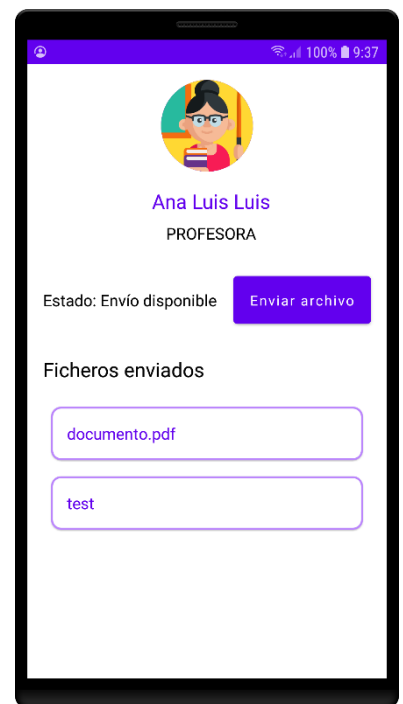 100% 9:37
Ana Luis Luis
PROFESORA
Estado: Envío disponible
Enviar archivo
Ficheros enviados
documento.pdf
test